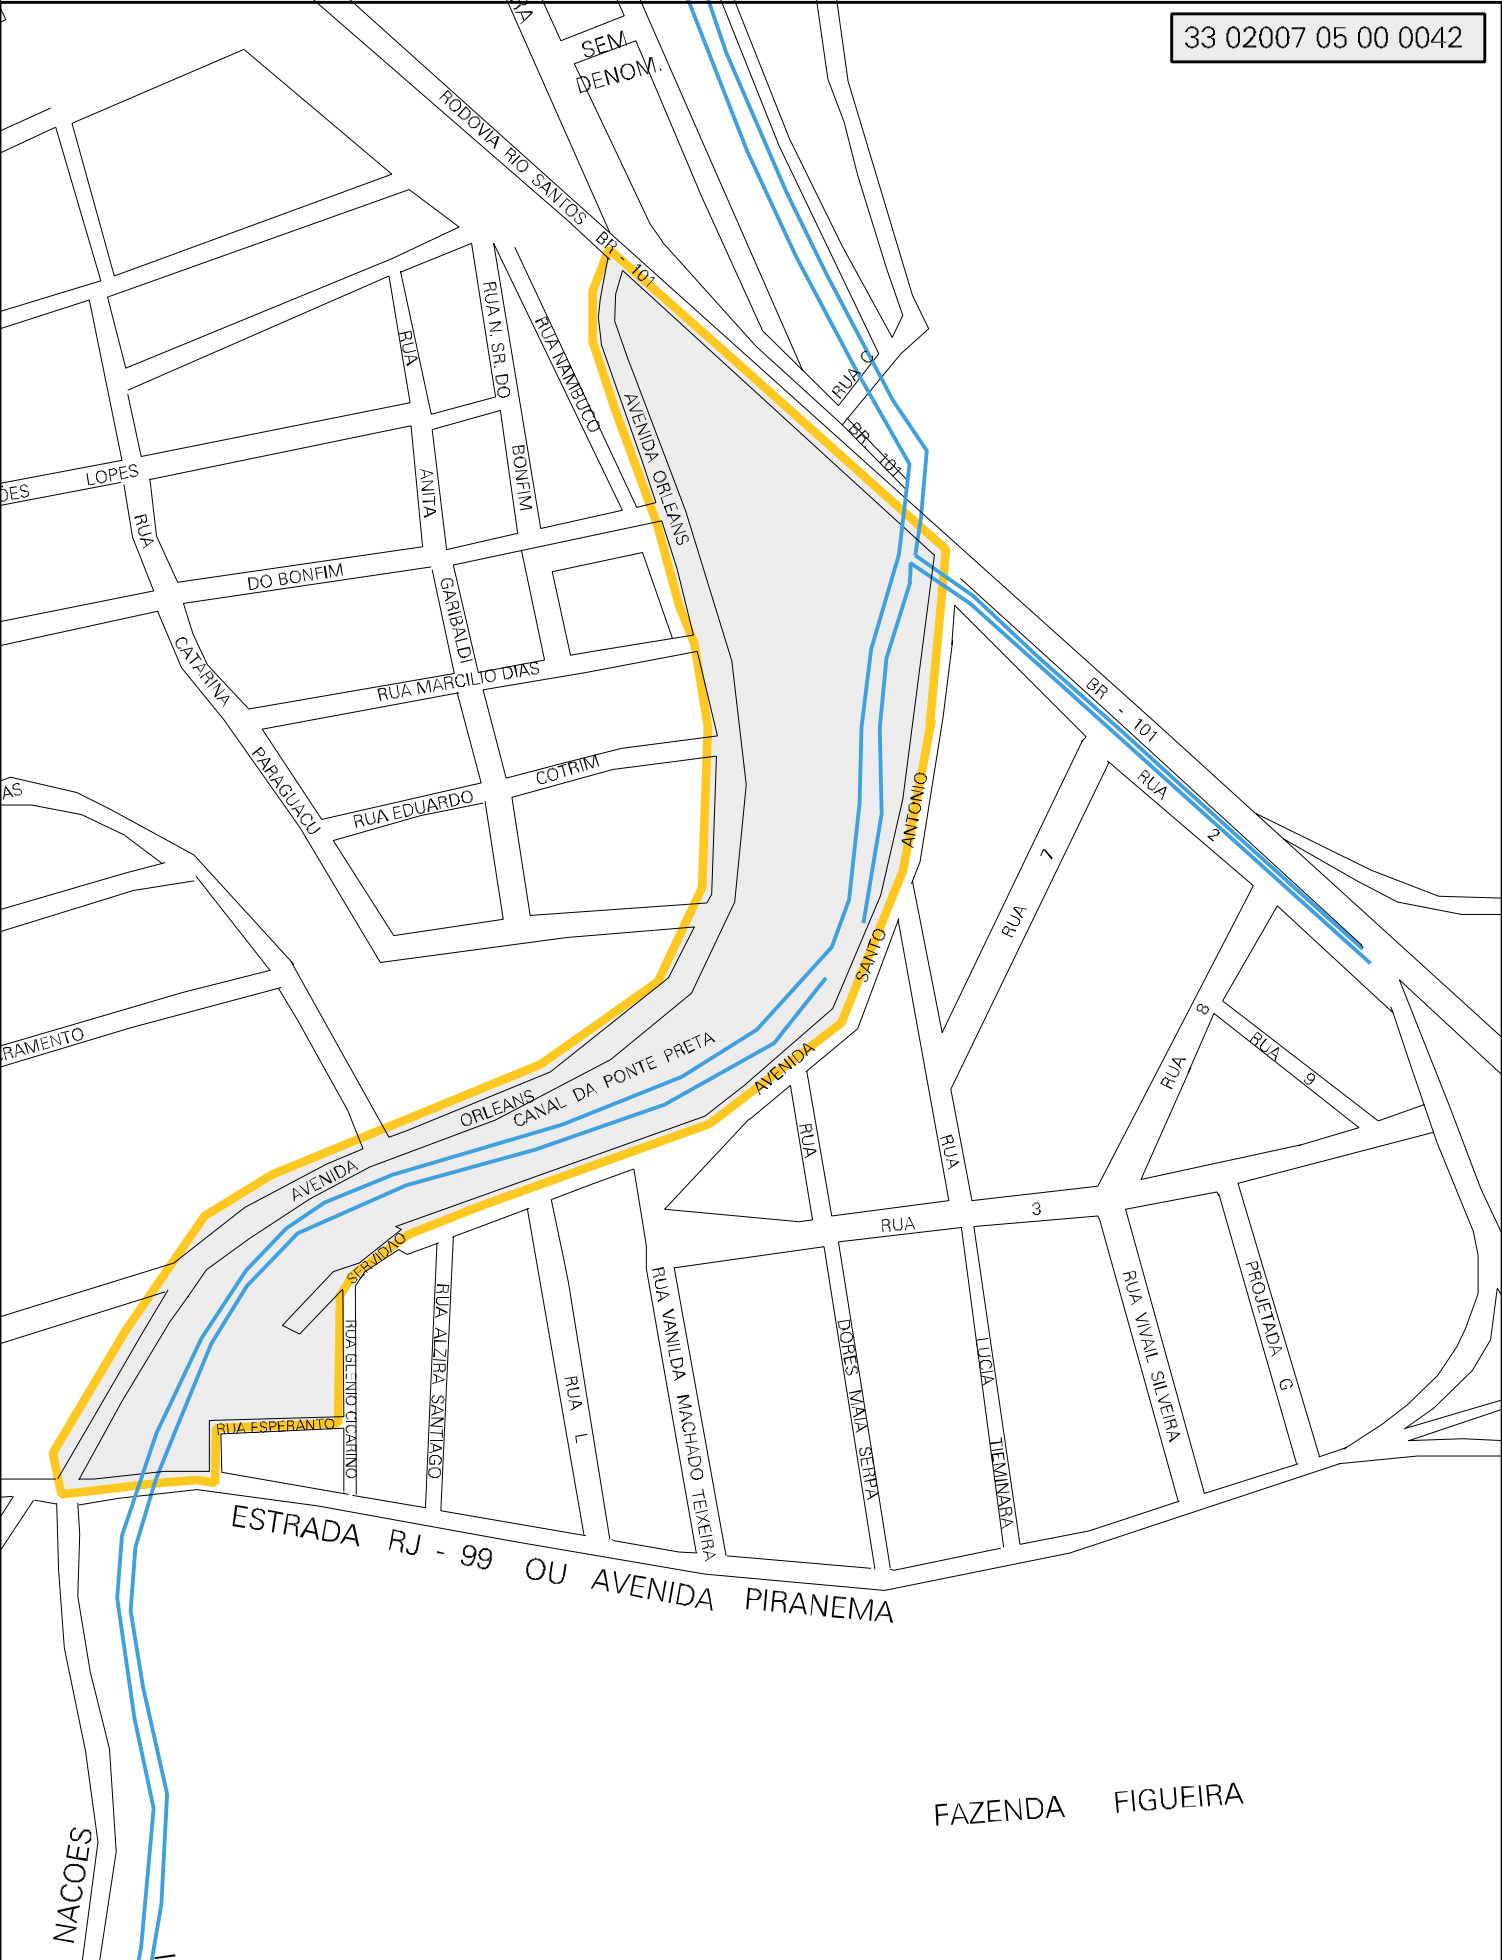 33 02007 05 00 0042
RA
SEM
DENOM.
RODOVIA RIO SANTOS BR - 101
RUA N. SR. DO BONFIM
RUA NAMBUCO
RUA ANITA GARIBALDI
RUA C
BR 101
AVENIDA ORLEANS
LOPES
OES
RUA CATARINA PARAGUACU
DO BONFIM
RUA MARCILIO DIAS
BR - 101
RUA 2
COTRIM
RUA EDUARDO
AS
AVENIDA SANTO ANTONIO
RUA 7
RUA 8
RUA 9
RAMENTO
CANAL DA PONTE PRETA
AVENIDA ORLEANS
RUA
RUA
RUA 3
SERVIDAO
RUA GLENIO CICARINO
RUA ALZIRA SANTIAGO
RUA L
RUA VANILDA MACHADO TEIXEIRA
DORES MAIA SERPA
LUCIA TIEMINARA
RUA VIVAIL SILVEIRA
PROJETADA G
RUA ESPERANTO
ESTRADA RJ - 99 OU AVENIDA PIRANEMA
FAZENDA FIGUEIRA
NACOES